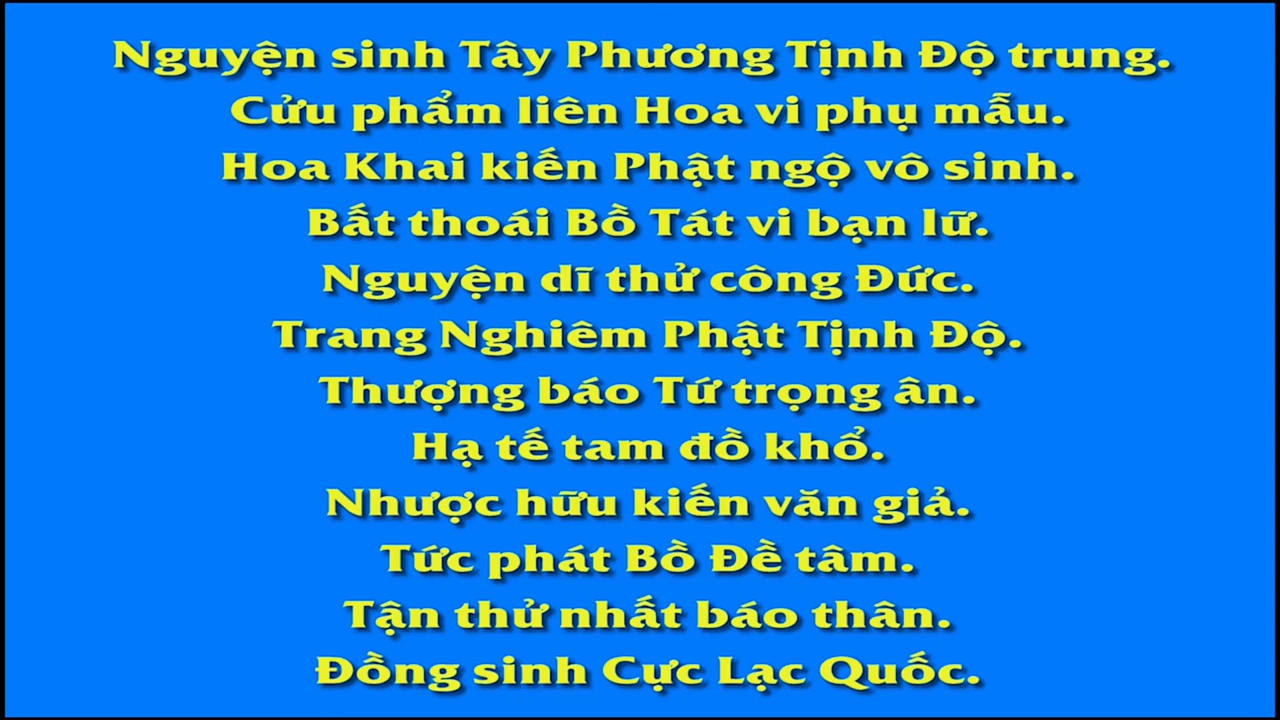 Nguyện sinh Tây Phương Tịnh Độ trung.
Cửu phẩm liên Hoa vi phụ mẫu.
Hoa Khai kiến Phật ngộ vô sinh.
Bất thoái Bồ Tát vi bạn lữ.
Nguyện dĩ thử công Đức.
Trang Nghiêm Phật Tịnh Độ.
Thượng báo Tứ trọng ân.
Hạ tế tam đồ khổ.
Nhược hữu kiến văn giả.
Tức phát Bồ Đề tâm.
Tận thử nhất báo thân.
Đồng sinh Cực Lạc Quốc.